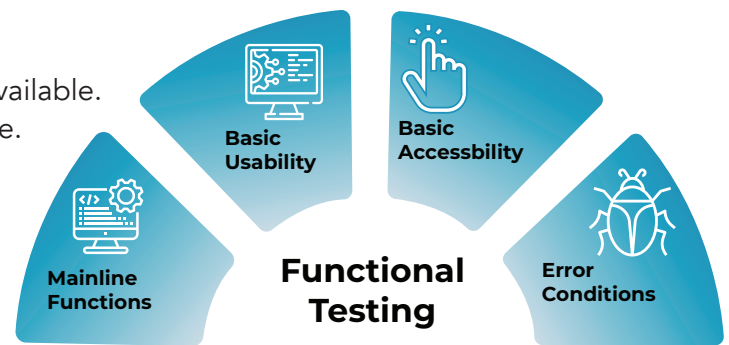 vailable.
e.
Basic
Usability
Basic
Accessbility
Mainline
Functions
Error
Conditions
Functional
Testing